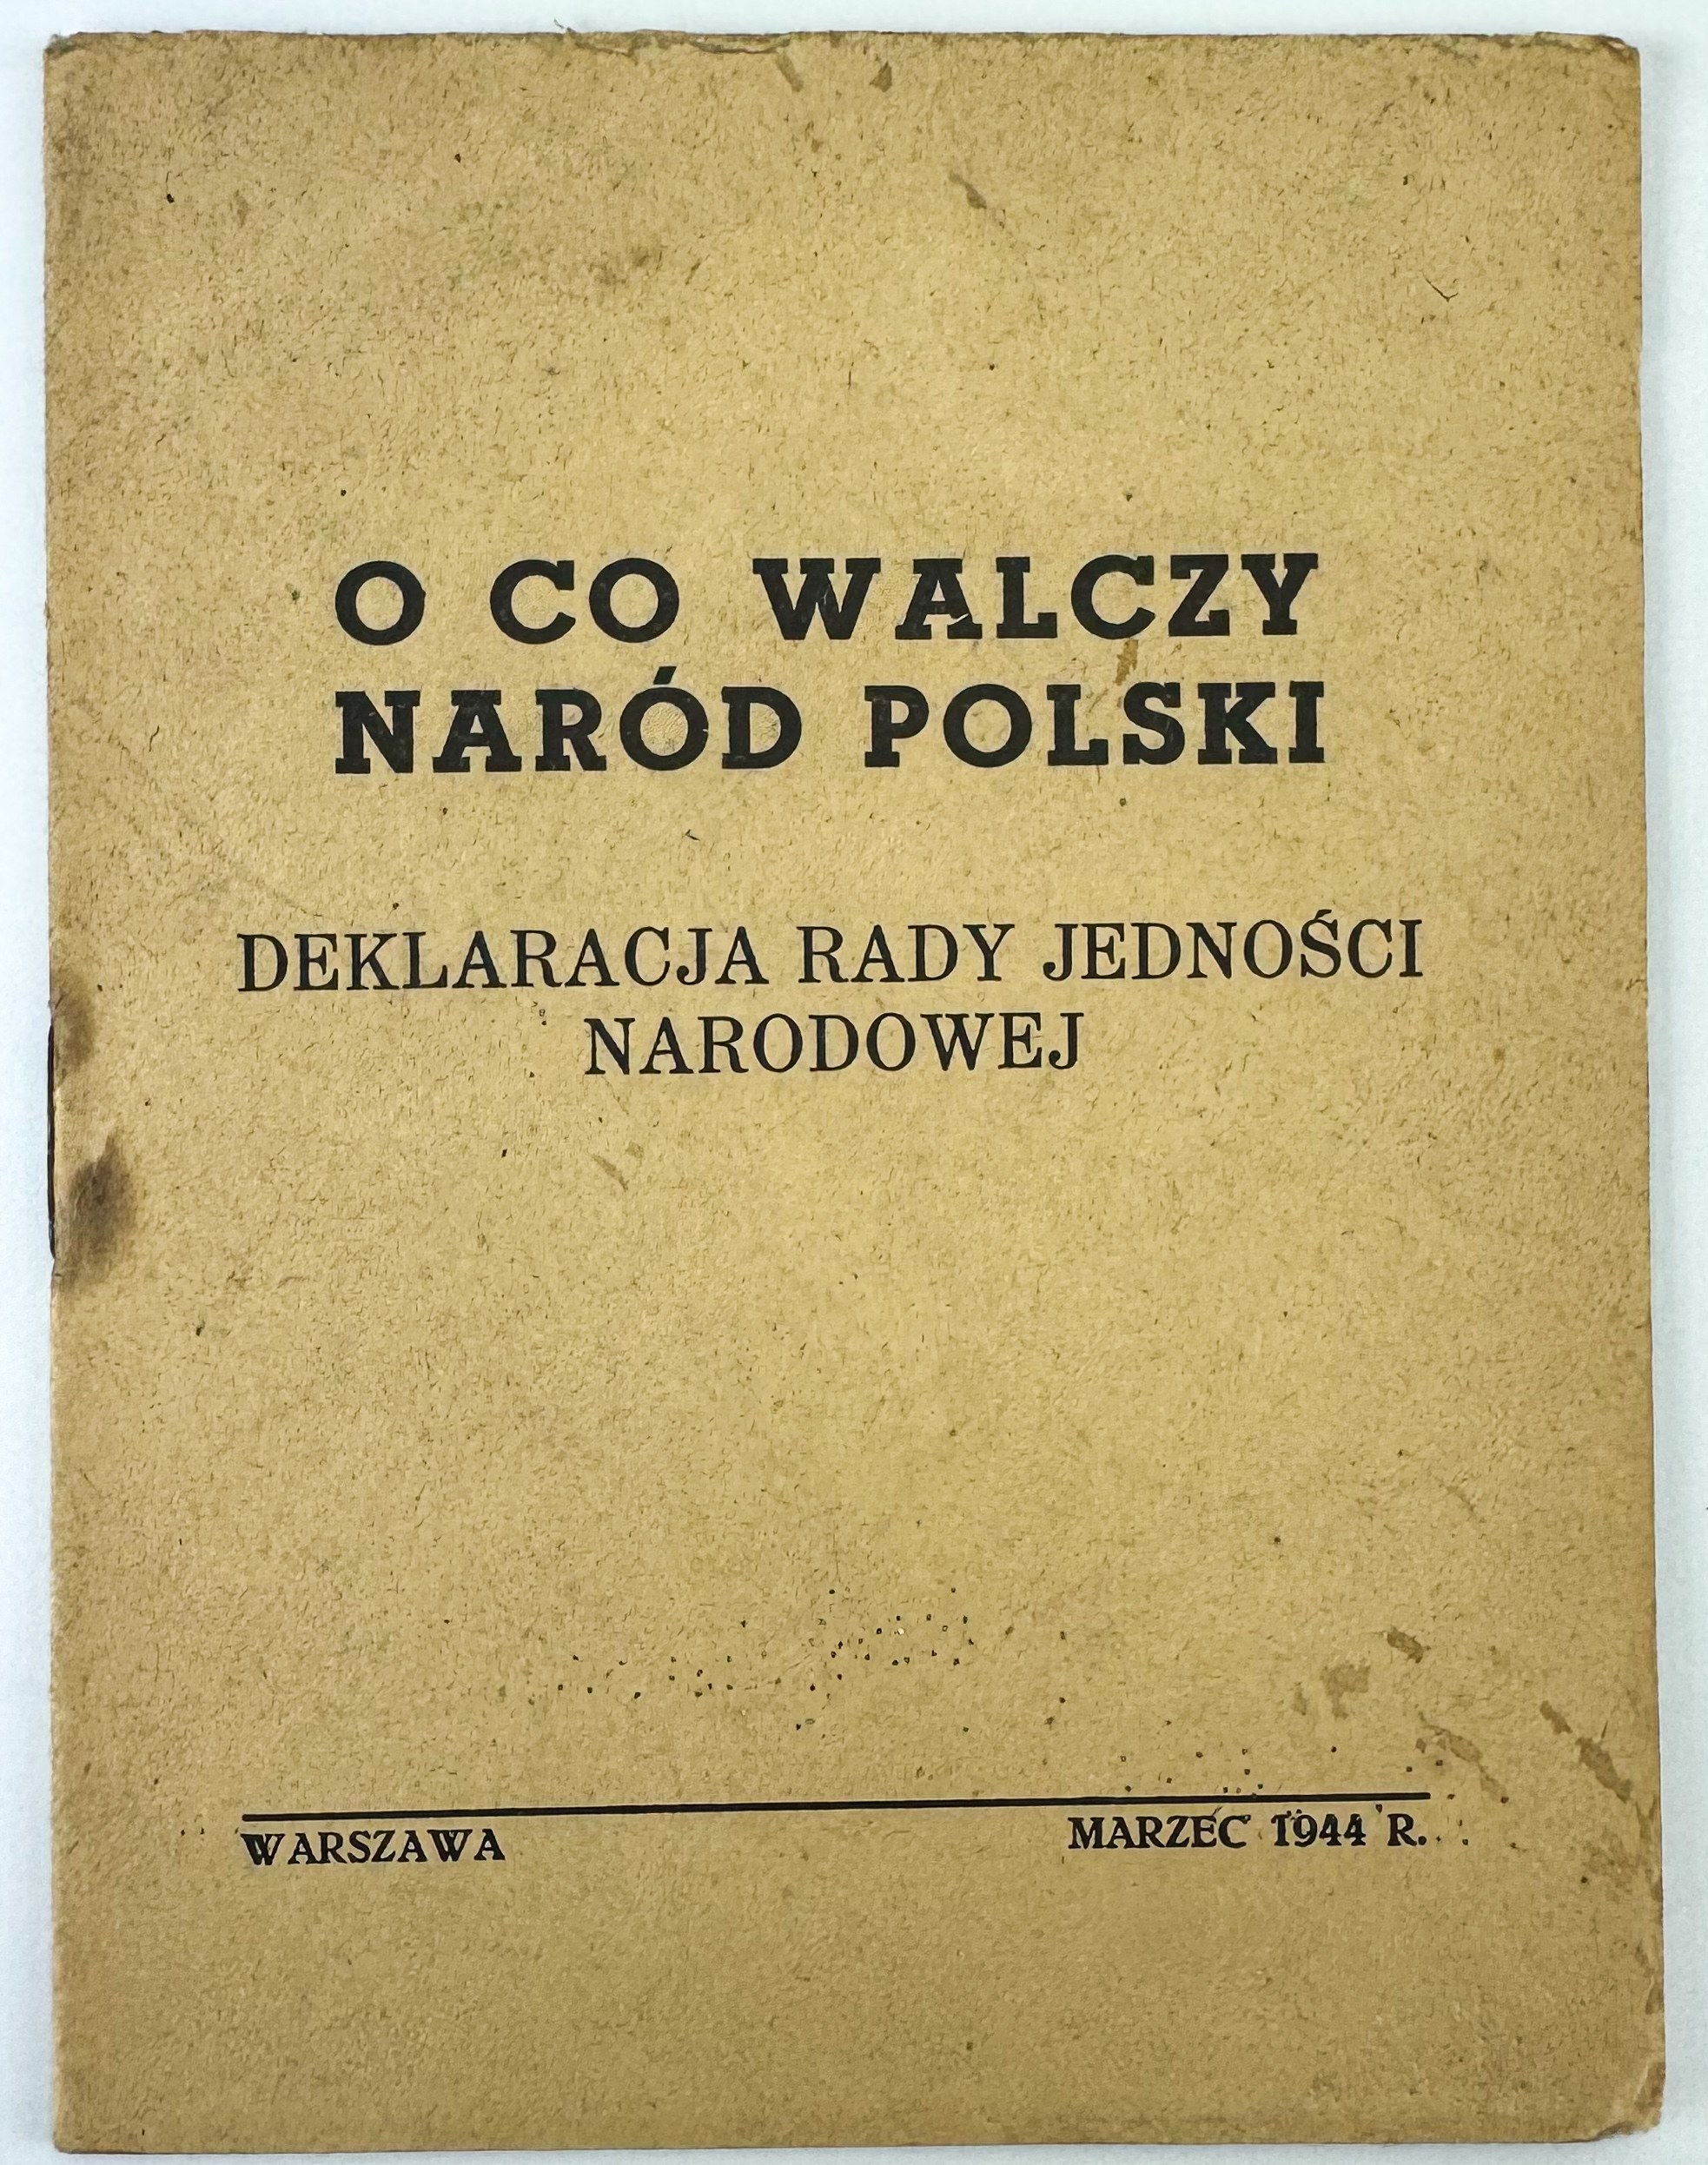 O CO WALCZY
NARÓD POLSKI
DEKLARACJA RADY JEDNOŚCI
NARODOWEJ
WARSZAWA MARZEC 1944 R.